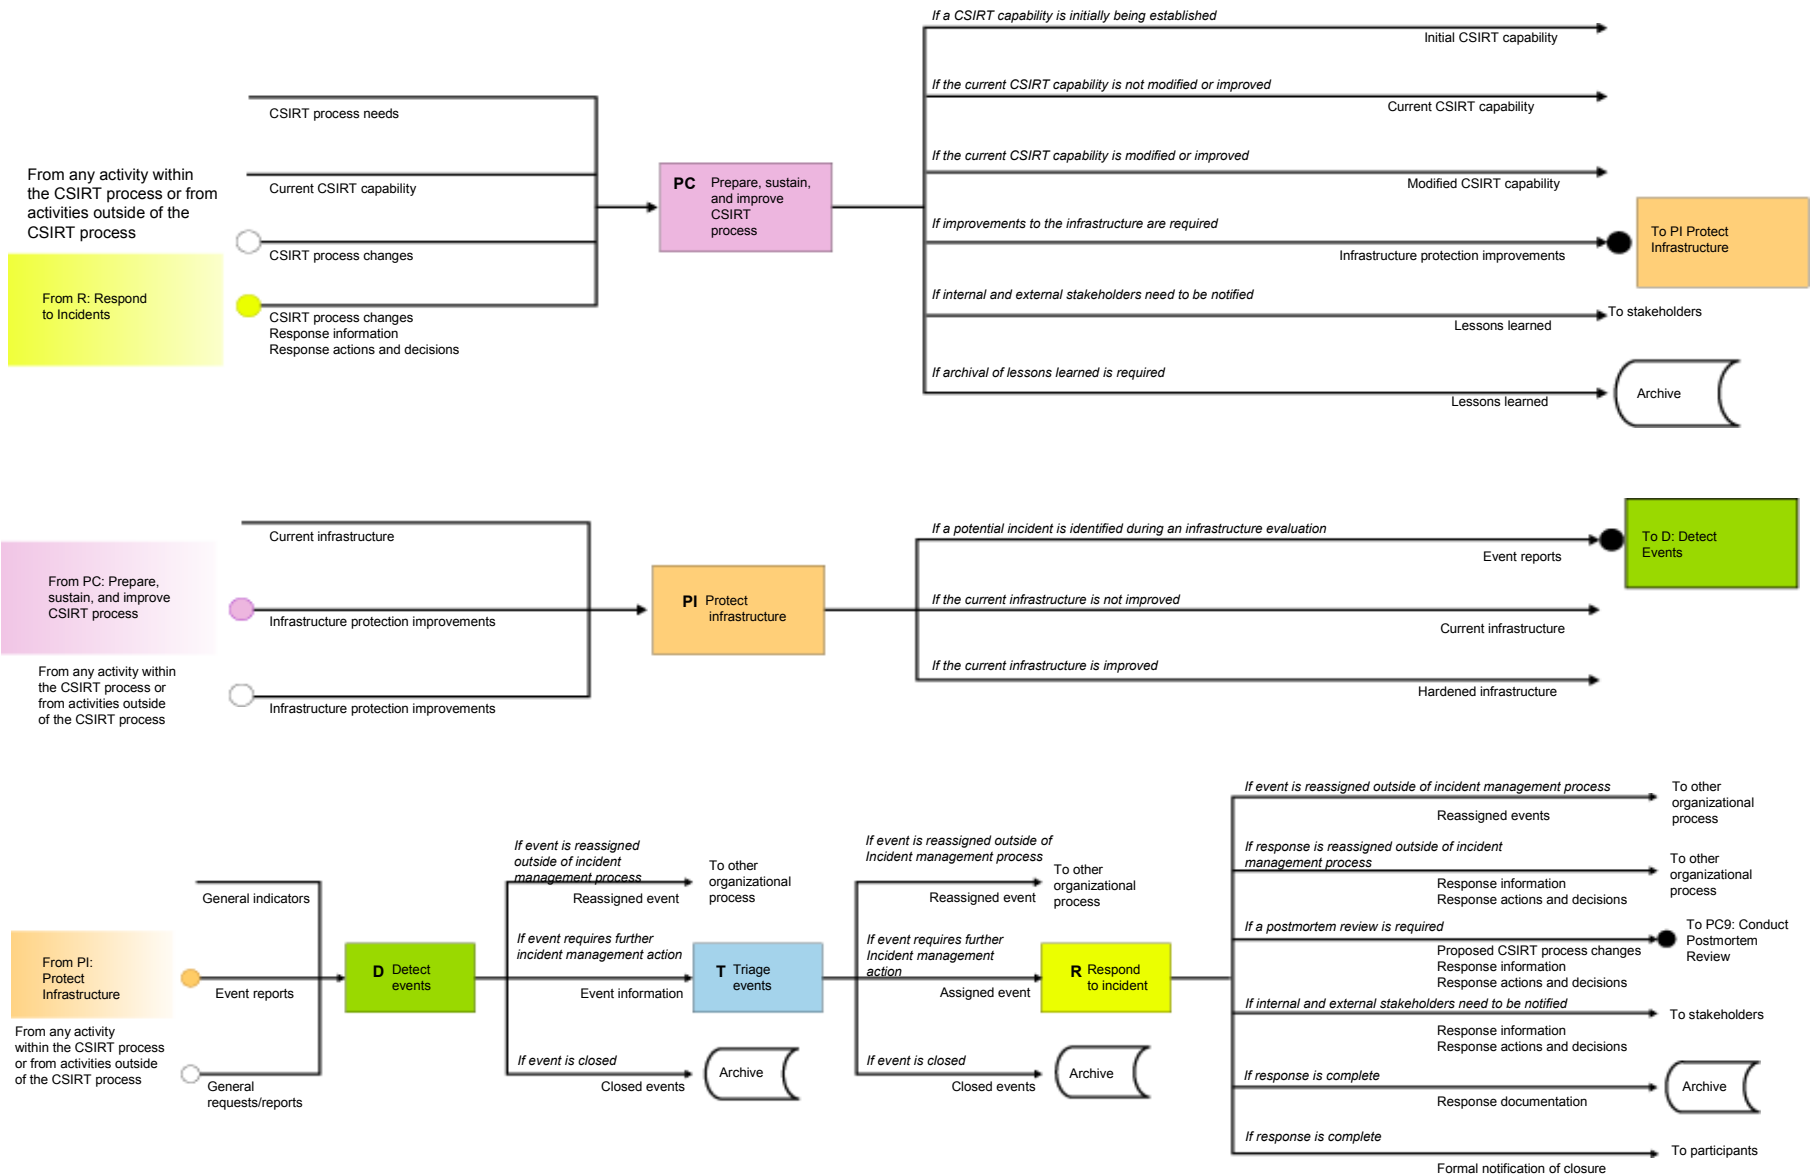 If a CSIRT capability is initially being established
Initial CSIRT capability
If the current CSIRT capability is not modified or improved
Current CSIRT capability
CSIRT process needs
If the current CSIRT capability is modified or improved
Modified CSIRT capability
From any activity within
the CSIRT process or from
activities outside of the
CSIRT process
Current CSIRT capability
PC Prepare, sustain,
and improve
CSIRT
process
If improvements to the infrastructure are required
Infrastructure protection improvements
To PI Protect
Infrastructure
CSIRT process changes
From R: Respond
to Incidents
CSIRT process changes
Response information
Response actions and decisions
If internal and external stakeholders need to be notified
Lessons learned
To stakeholders
If archival of lessons learned is required
Lessons learned
Archive
Current infrastructure
If a potential incident is identified during an infrastructure evaluation
Event reports
To D: Detect
Events
From PC: Prepare,
sustain, and improve
CSIRT process
Infrastructure protection improvements
PI Protect
infrastructure
If the current infrastructure is not improved
Current infrastructure
From any activity within
the CSIRT process or
from activities outside
of the CSIRT process
Infrastructure protection improvements
If the current infrastructure is improved
Hardened infrastructure
General indicators
From PI:
Protect
Infrastructure
Event reports
From any activity
within the CSIRT process
or from activities outside
of the CSIRT process
General
requests/reports
D Detect
events
If event is reassigned
outside of incident
management process
Reassigned event
To other
organizational
process
If event requires further
incident management action
Event information
If event is closed
Closed events
Archive
T Triage
events
If event is reassigned outside of
Incident management process
Reassigned event
To other
organizational
process
If event requires further
Incident management
action
Assigned event
If event is closed
Closed events
Archive
R Respond
to incident
If event is reassigned outside of incident management process
Reassigned events
To other
organizational
process
If response is reassigned outside of incident
management process
Response information
Response actions and decisions
To other
organizational
process
If a postmortem review is required
Proposed CSIRT process changes
Response information
Response actions and decisions
To PC9: Conduct
Postmortem
Review
If internal and external stakeholders need to be notified
Response information
Response actions and decisions
To stakeholders
If response is complete
Response documentation
Archive
If response is complete
Formal notification of closure
To participants